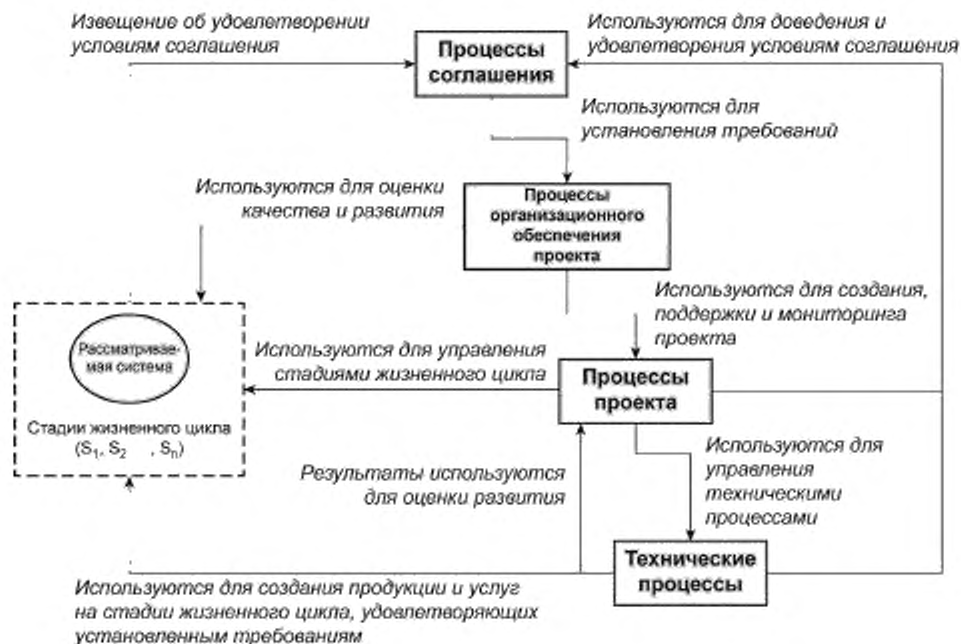 Извещение об удовлетворении
условиям соглашения
Процессы
соглашения
Используются для доведения и
удовлетворения условиям соглашения
Используются для
установления требований
Используются для оценки
качества и развития
Процессы
организационного
обеспечения
проекта
Используются для создания,
поддержки и мониторинга
проекта
Рассматривае-
мая система
Используются для управления
стадиями жизненного цикла
Процессы
проекта
Стадии жизненного цикла
(S1, S2 , Sn)
Результаты используются
для оценки развития
Используются для
управления
техническими
процессами
Технические
процессы
Используются для создания продукции и услуг
на стадии жизненного цикла, удовлетворяющих
установленным требованиям